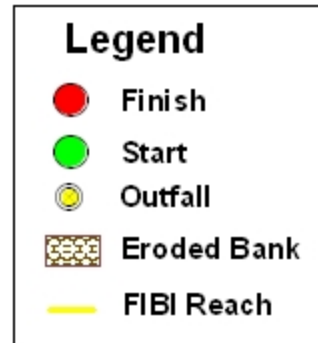 Legend
Finish
Start
Outfall
Eroded Bank
FIBI Reach